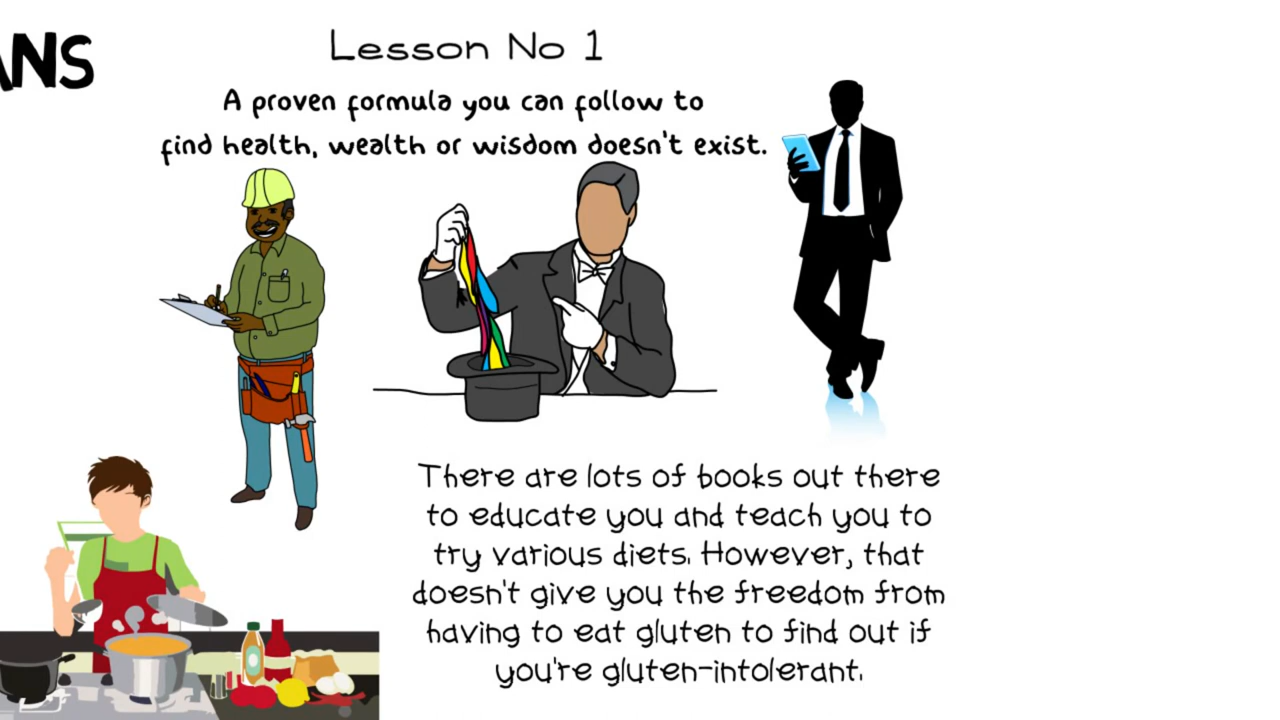 ANS
Lesson No 1
A proven formula you can follow to
find health, wealth or wisdom doesn't exist.
There are lots of books out there
to educate you and teach you to
try various diets. However, that
doesn't give you the freedom from
having to eat gluten to find out if
you're gluten-intolerant.